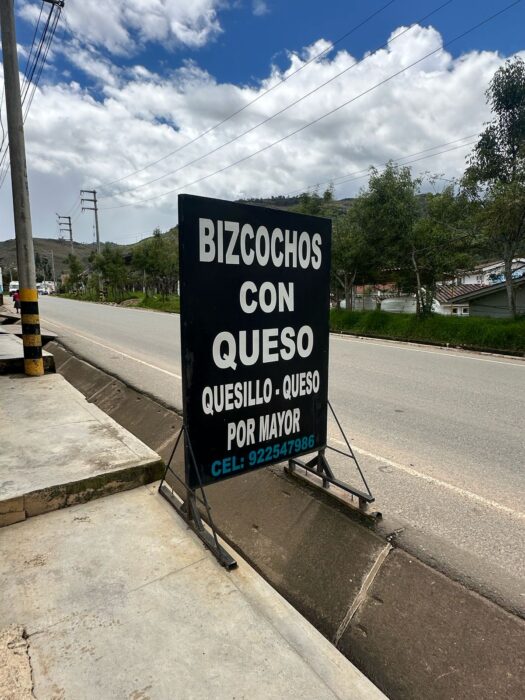 BIZCOCHOS
CON
QUESO
QUESILLO - QUESO
POR MAYOR
CEL: 922547986